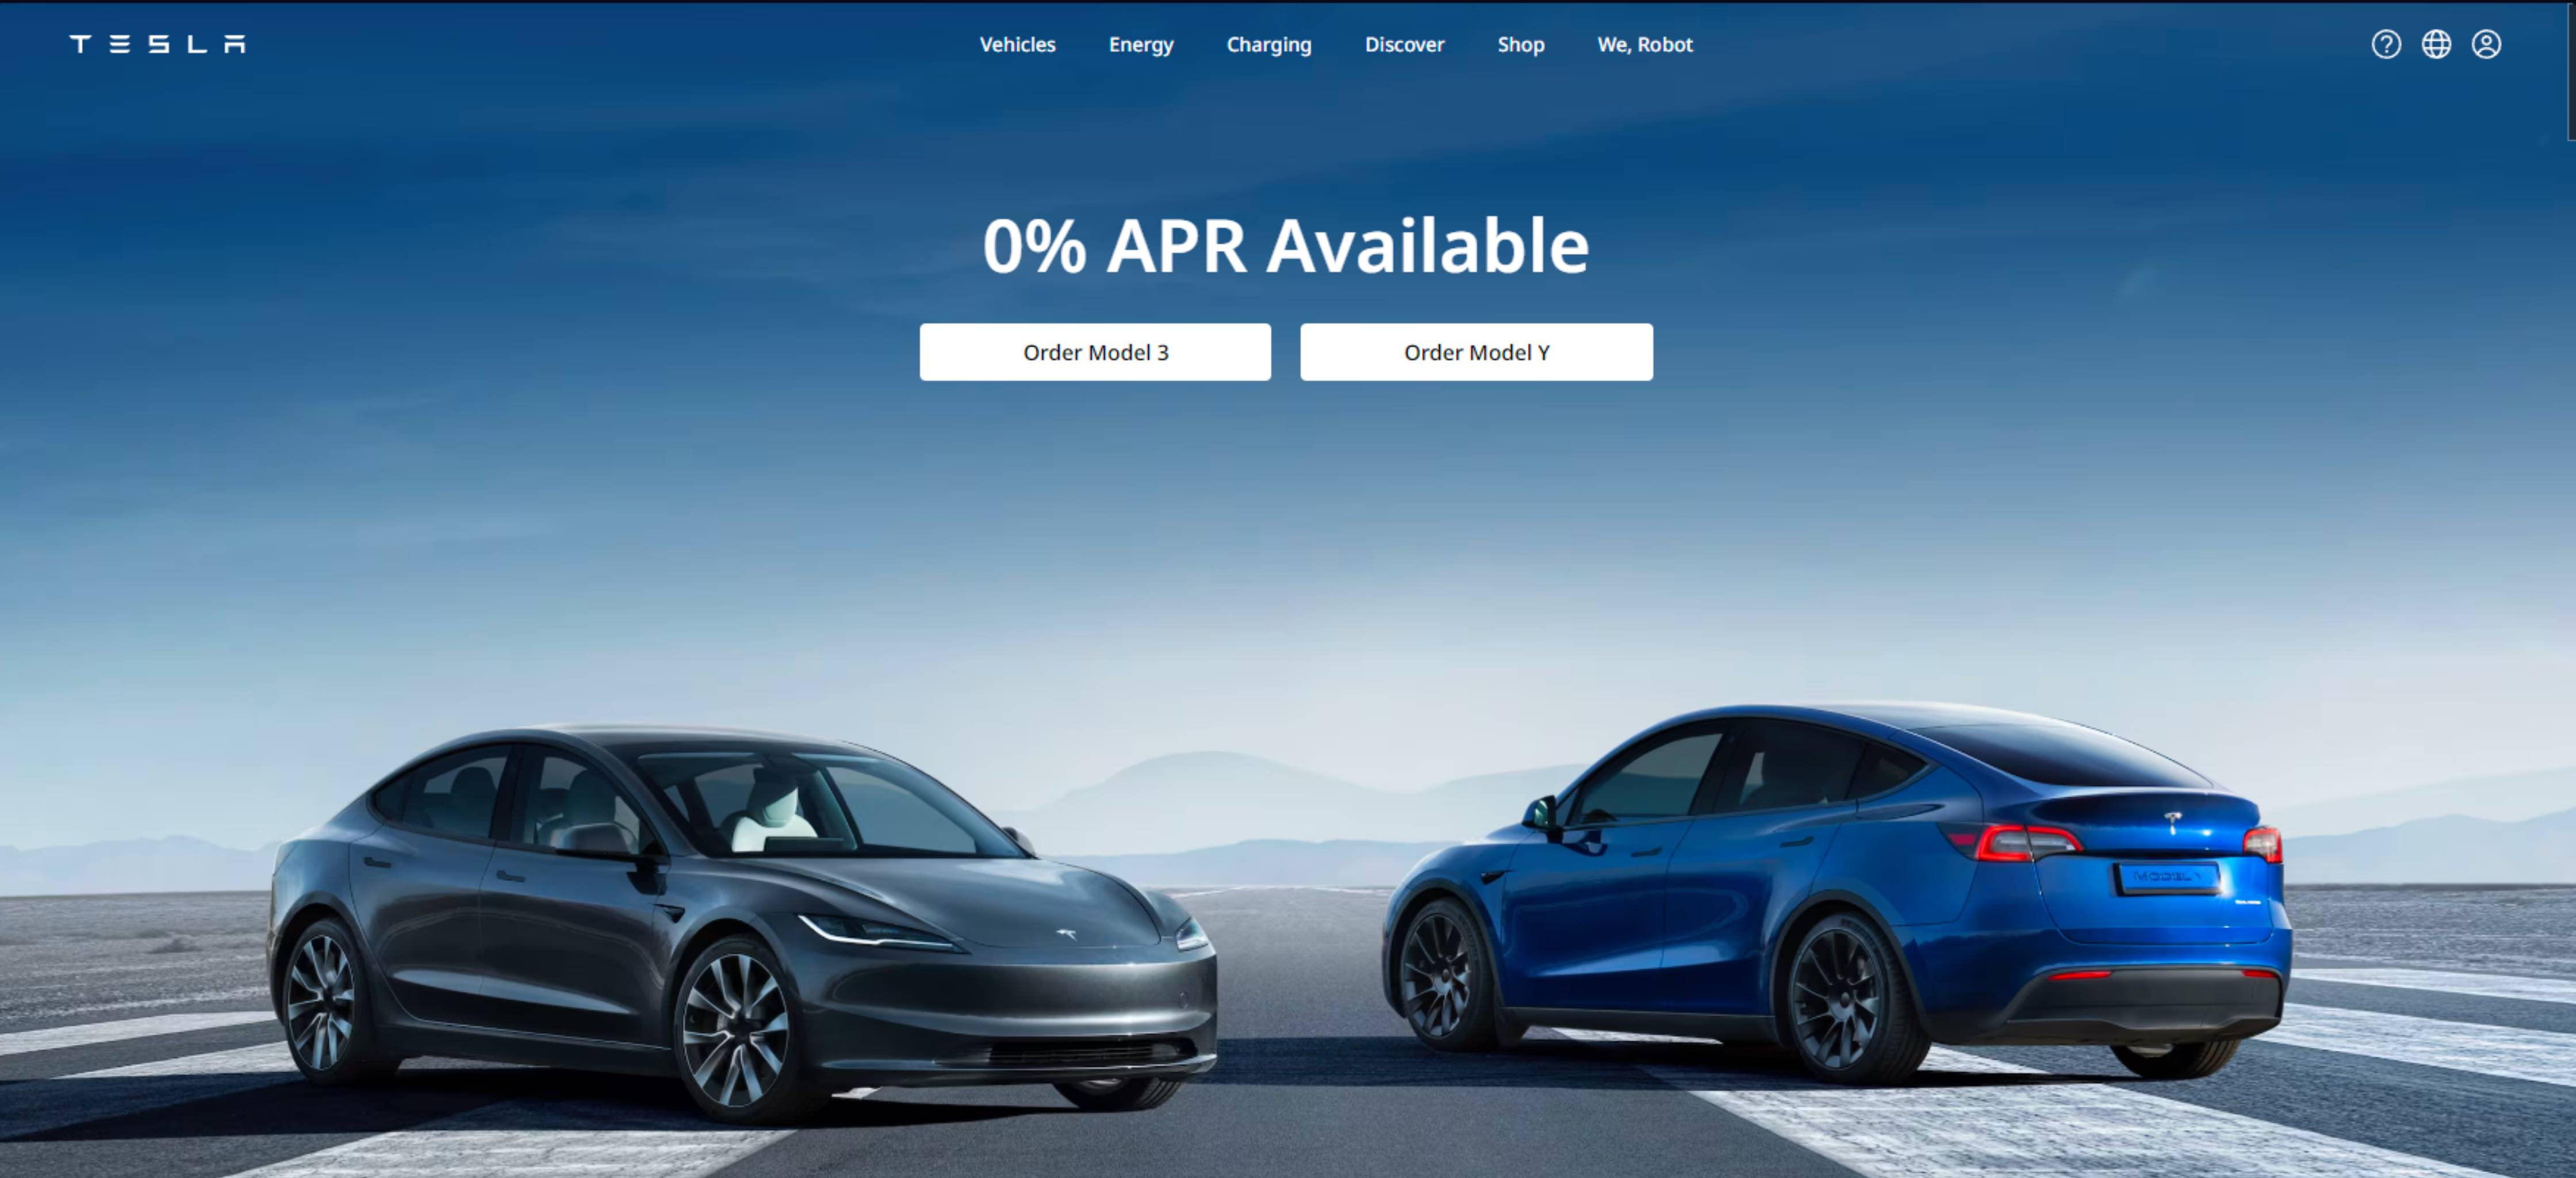 TESLA
Vehicles Energy Charging Discover Shop We, Robot
0% APR Available
Order Model 3 Order Model Y
MODEL Y